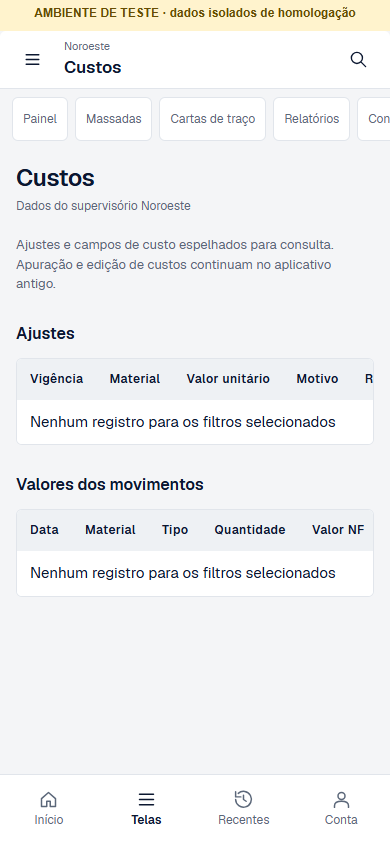 AMBIENTE DE TESTE · dados isolados de homologação
Noroeste
Custos
Painel
Massadas
Cartas de traço
Relatórios
Con
Custos
Dados do supervisório Noroeste
Ajustes e campos de custo espelhados para consulta.
Apuração e edição de custos continuam no aplicativo
antigo.
Ajustes
Vigência Material Valor unitário Motivo R
Nenhum registro para os filtros selecionados
Valores dos movimentos
Data Material Tipo Quantidade Valor NF
Nenhum registro para os filtros selecionados
Início Telas Recentes Conta